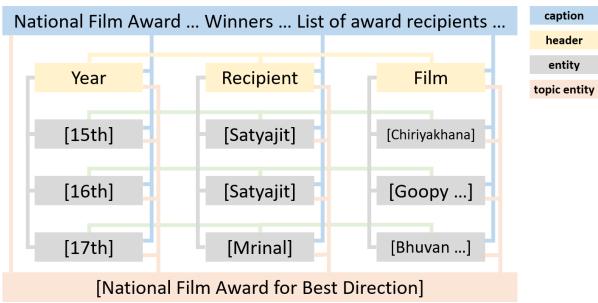 National Film Award ... Winners ... List of award recipients ...
caption
header
entity
topic entity
Year Recipient Film
[15th] [Satyajit] [Chiriyakhana]
[16th] [Satyajit] [Goopy ...]
[17th] [Mrinal] [Bhuvan ...]
[National Film Award for Best Direction]